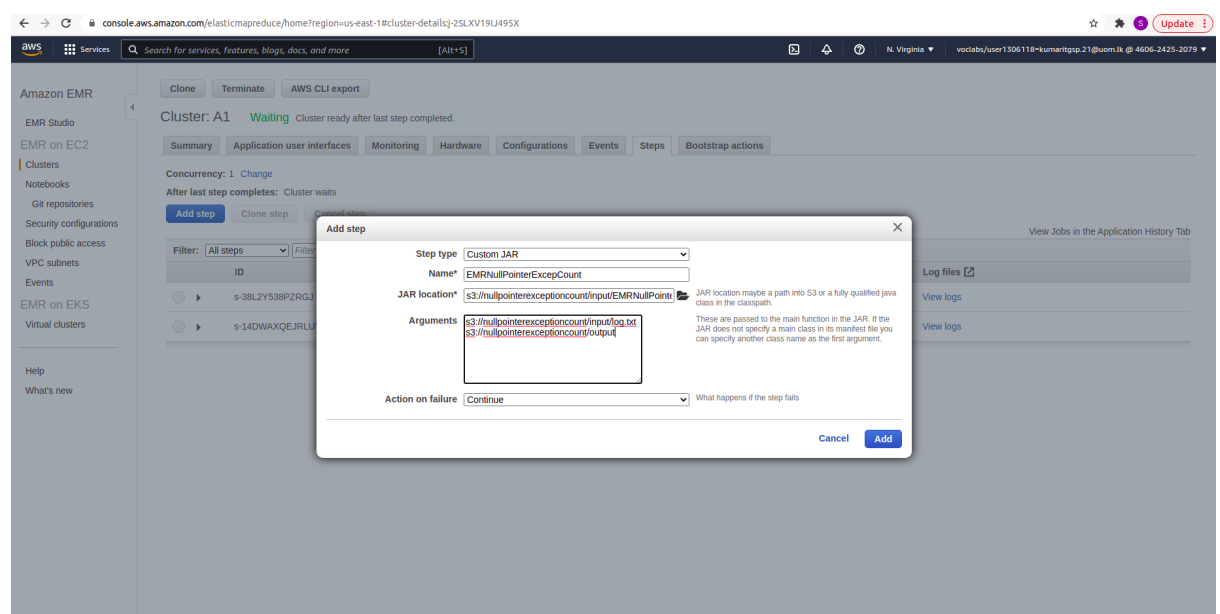 console.aws.amazon.com/elasticmapreduce/home?region=us-east-1#cluster-details:j-2SLXV19IJ495X
S
Update
aws
Services
Search for services, features, blogs, docs, and more
[Alt+S]
N. Virginia
voclabs/user1306118=kumaritgsp.21@uom.lk @ 4606-2425-2079
Amazon EMR
EMR Studio
EMR on EC2
Clusters
Notebooks
Git repositories
Security configurations
Block public access
VPC subnets
Events
EMR on EKS
Virtual clusters
Help
What's new
Clone Terminate AWS CLI export
Cluster: A1 Waiting Cluster ready after last step completed.
Summary Application user interfaces Monitoring Hardware Configurations Events Steps Bootstrap actions
Concurrency: 1 Change
After last step completes: Cluster waits
Add step Clone step Cancel step
View Jobs in the Application History Tab
Filter: All steps Filter
ID Log files
s-38L2Y538PZRGJ View logs
s-14DWAXQEJRLU View logs
Add step
Step type Custom JAR
Name* EMRNullPointerExcepCount
JAR location* s3://nullpointerexceptioncount/input/EMRNullPointe
JAR location maybe a path into S3 or a fully qualified java
class in the classpath.
Arguments s3://nullpointerexceptioncount/input/log.txt
s3://nullpointerexceptioncount/output
These are passed to the main function in the JAR. If the
JAR does not specify a main class in its manifest file you
can specify another class name as the first argument.
Action on failure Continue What happens if the step fails
Cancel Add